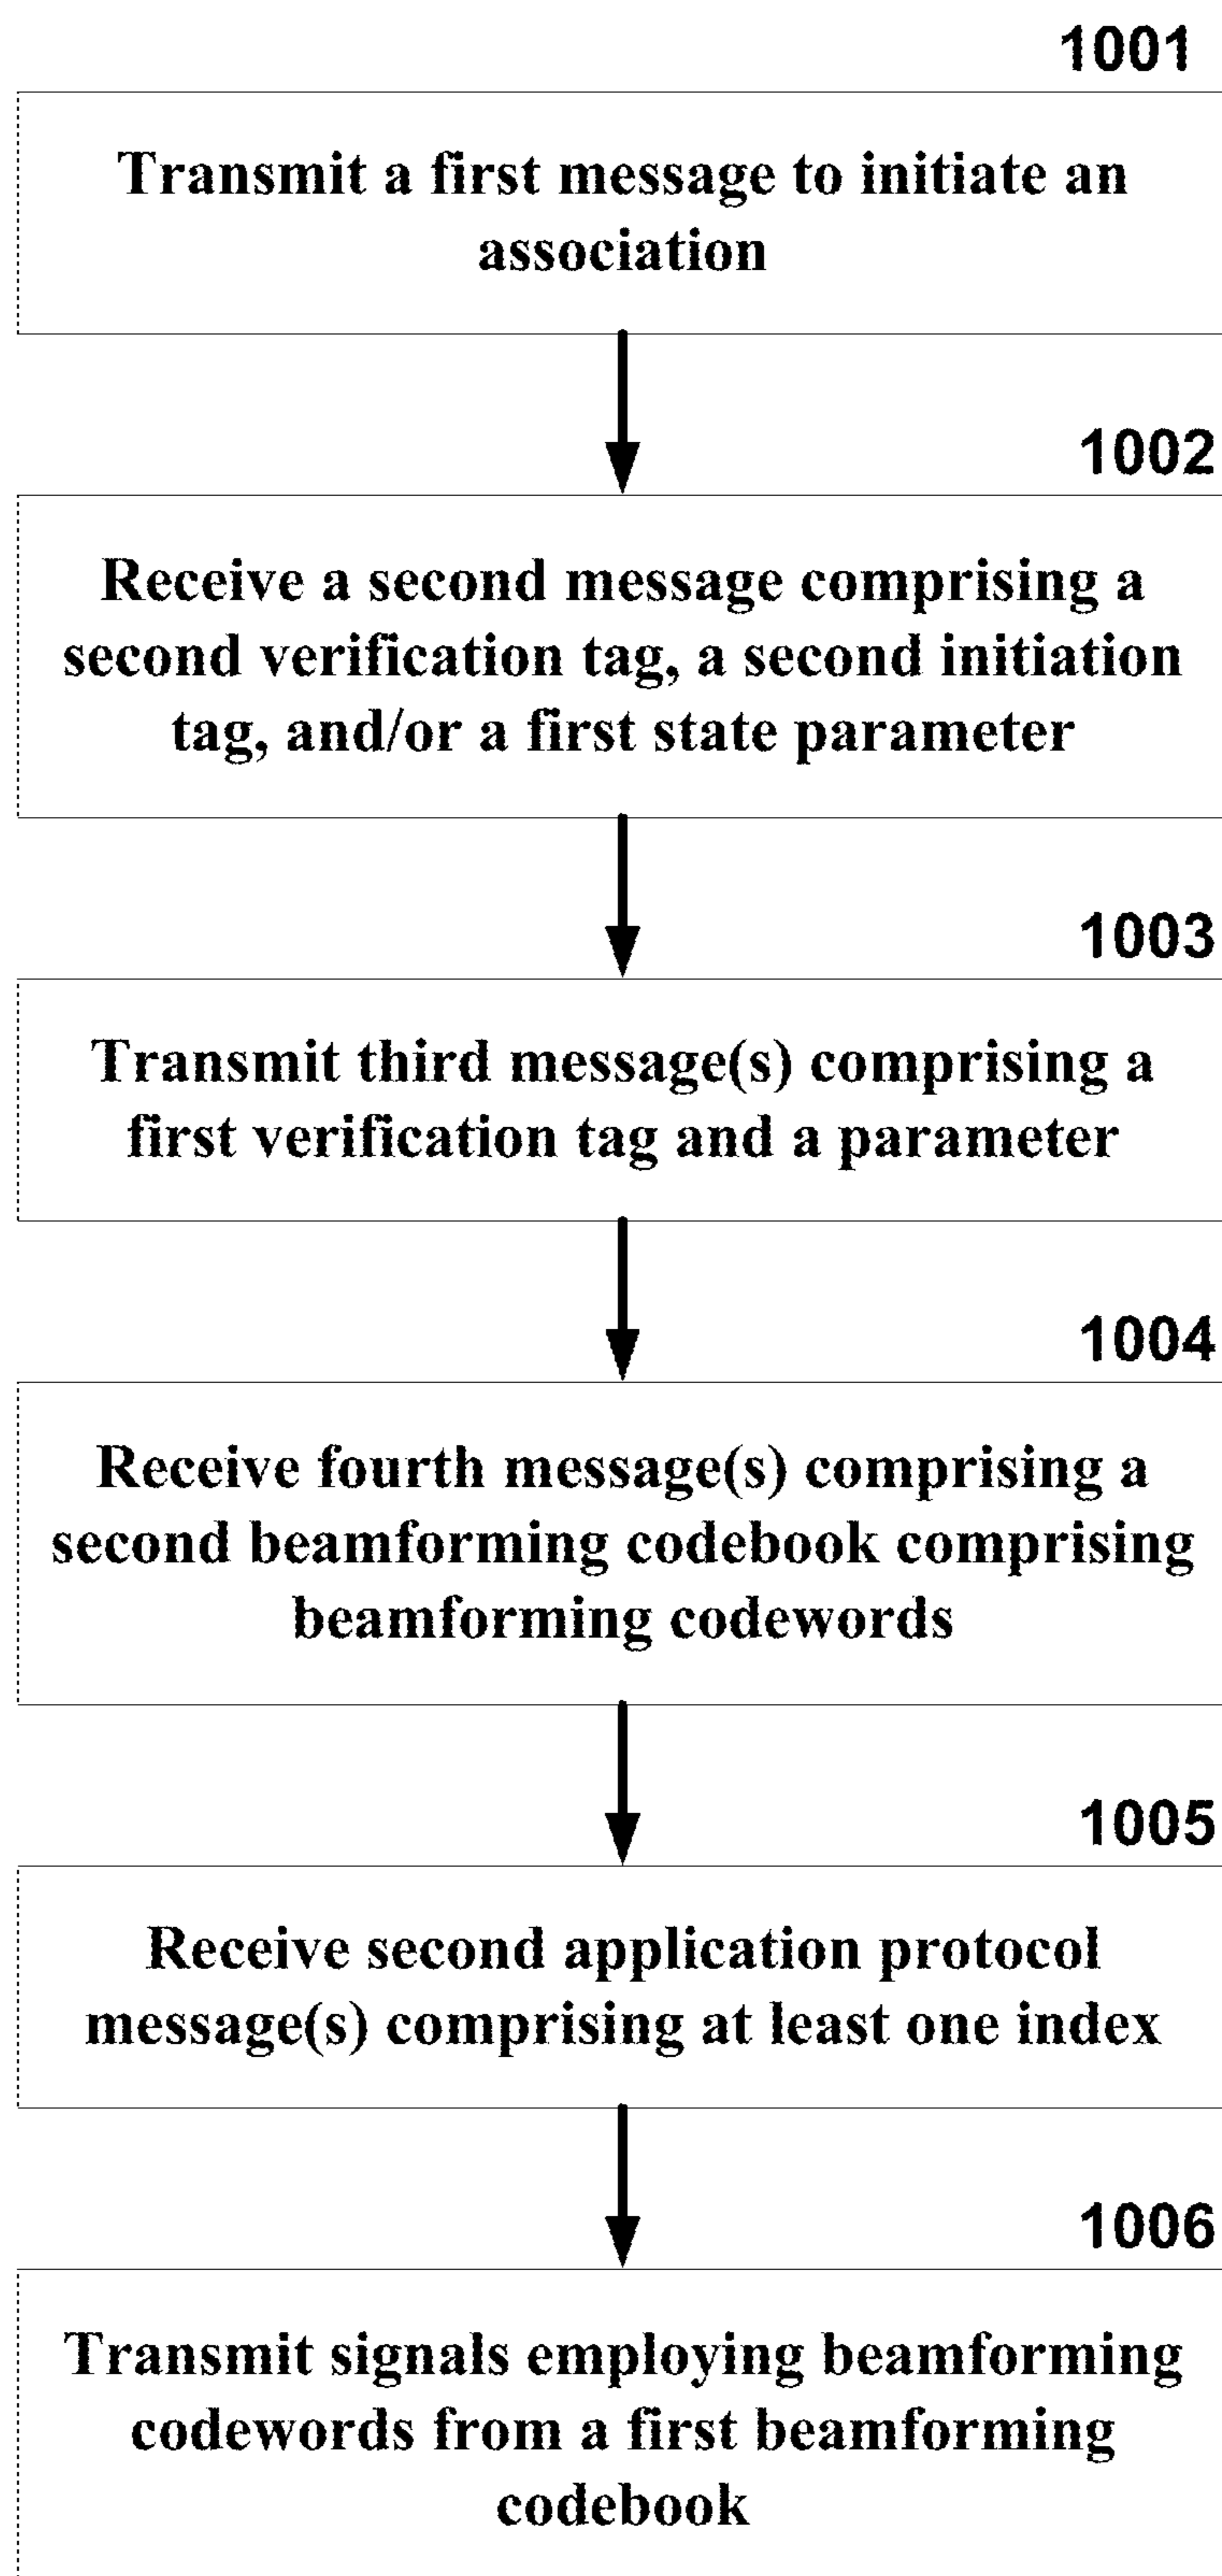 1001
Transmit a first message to initiate an
association
1002
Receive a second message comprising a
second verification tag, a second initiation
tag, and/or a first state parameter
1003
Transmit third message(s) comprising a
first verification tag and a parameter
1004
Receive fourth message(s) comprising a
second beamforming codebook comprising
beamforming codewords
1005
Receive second application protocol
message(s) comprising at least one index
1006
Transmit signals employing beamforming
codewords from a first beamforming
codebook